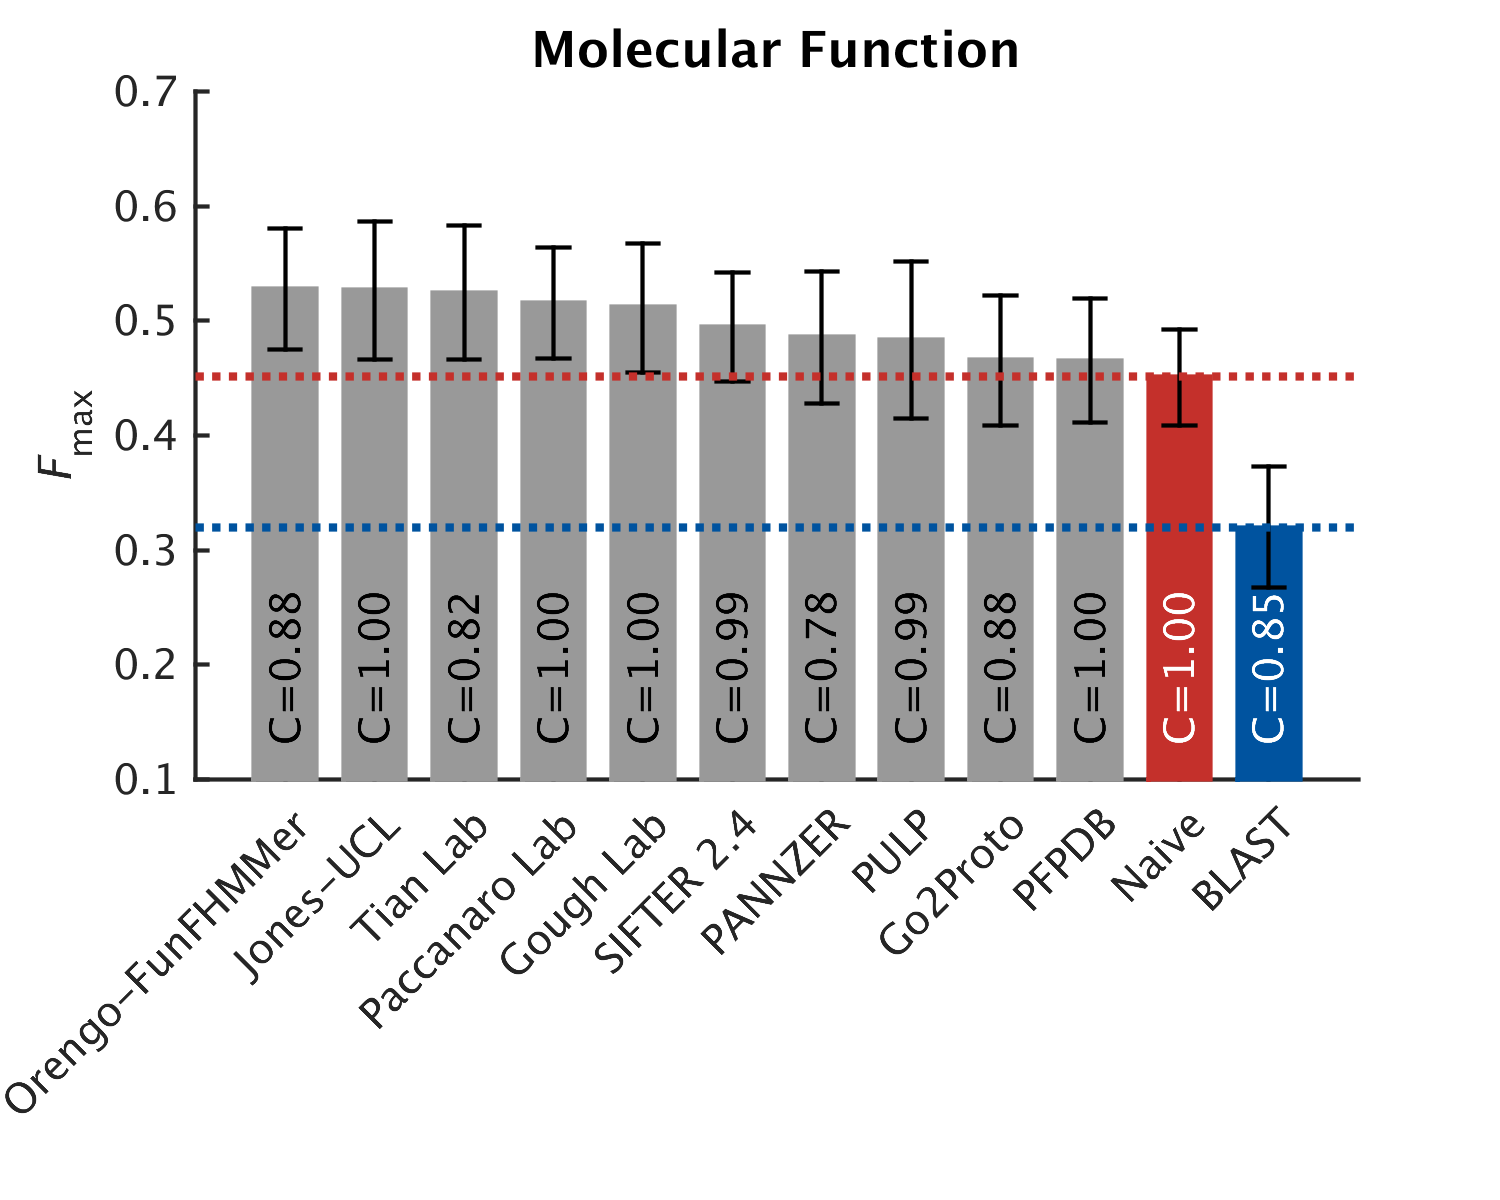 Molecular Function
0.7
0.6
0.5
0.4
0.3
0.2
0.1
Fmax
C=0.88
C=1.00
C=0.82
C=1.00
C=1.00
C=0.99
C=0.78
C=0.99
C=0.88
C=1.00
C=1.00
C=0.85
Orengo–FunFHMMer
Jones–UCL
Tian Lab
Paccanaro Lab
Gough Lab
SIFTER 2.4
PANNZER
PULP
Go2Proto
PFPDB
Naive
BLAST